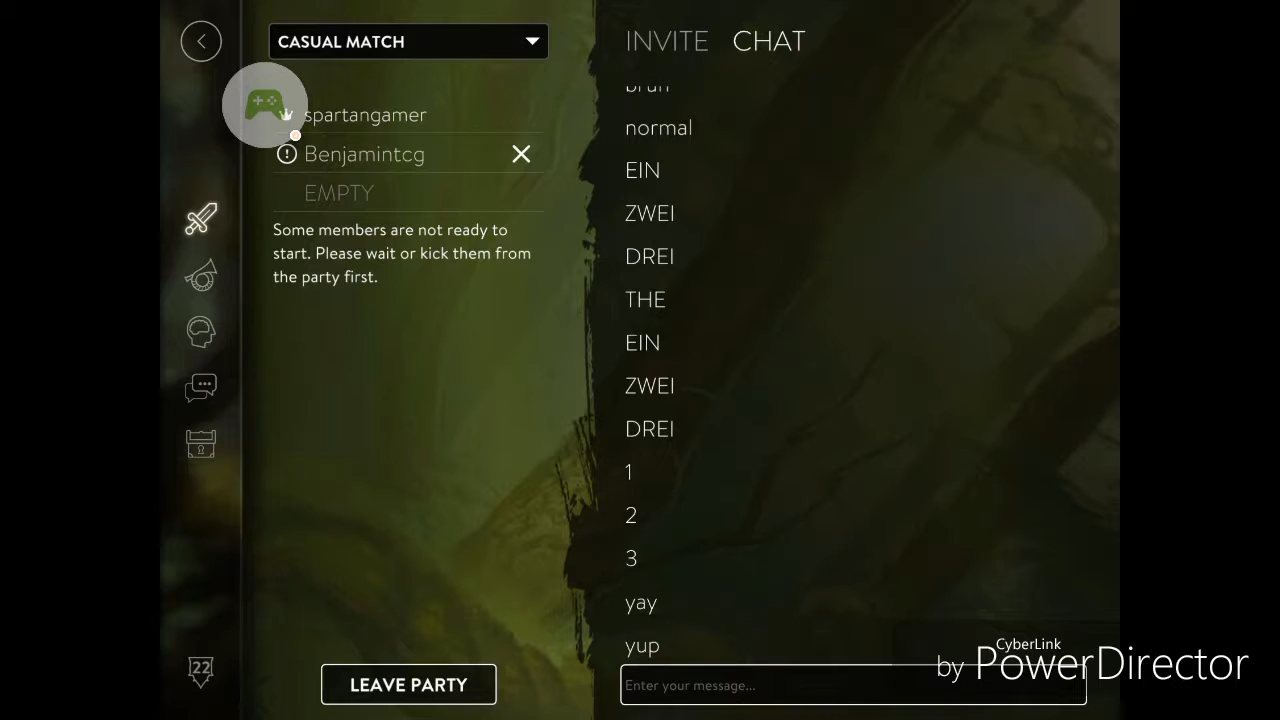 CASUAL MATCH
spartangamer
Benjamintcg
EMPTY
Some members are not ready to
start. Please wait or kick them from
the party first.
22
LEAVE PARTY
INVITE CHAT
normal
EIN
ZWEI
DREI
THE
EIN
ZWEI
DREI
1
2
3
yay
yup
Enter your message...
CyberLink
by PowerDirector